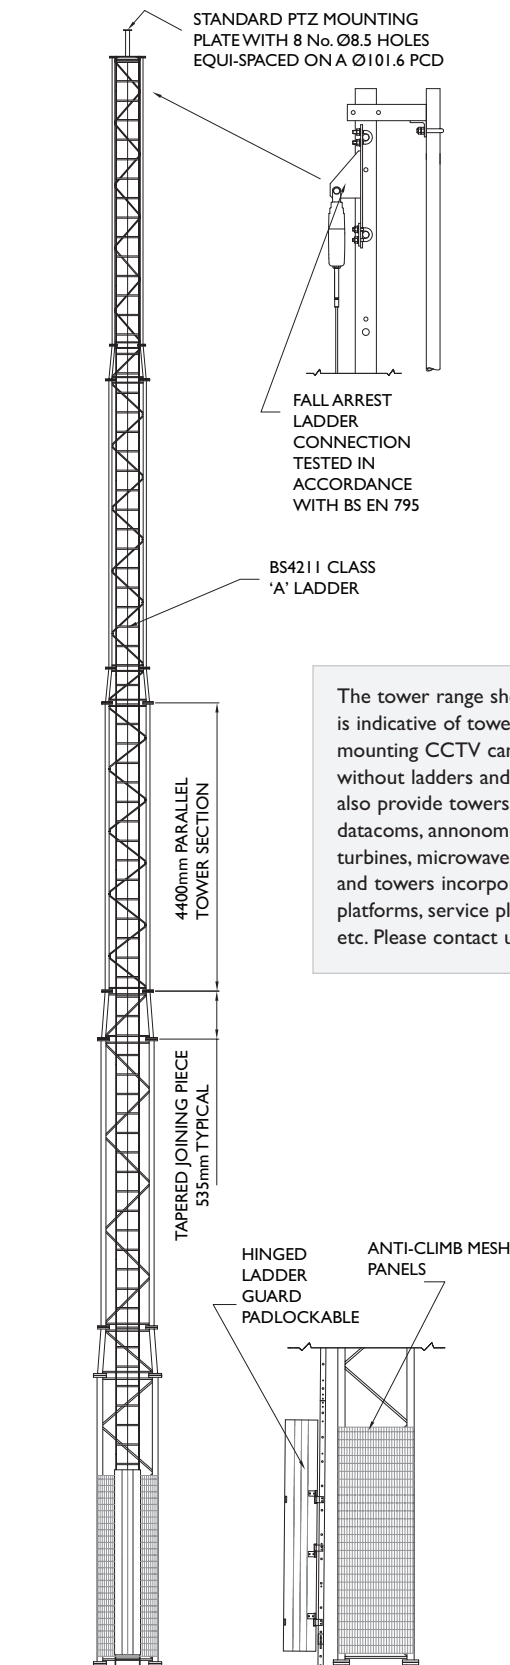 STANDARD PTZ MOUNTING
PLATE WITH 8 No. Ø8.5 HOLES
EQUI-SPACED ON A Ø101.6 PCD
FALL ARREST
LADDER
CONNECTION
TESTED IN
ACCORDANCE
WITH BS EN 795
BS4211 CLASS
‘A’ LADDER
The tower range sh
is indicative of towe
mounting CCTV ca
without ladders and
also provide towers
datacoms, annonom
turbines, microwave
and towers incorpo
platforms, service pl
etc. Please contact u
4400mm PARALLEL
TOWER SECTION
TAPERED JOINING PIECE
535mm TYPICAL
HINGED
LADDER
GUARD
PADLOCKABLE
ANTI-CLIMB MESH
PANELS